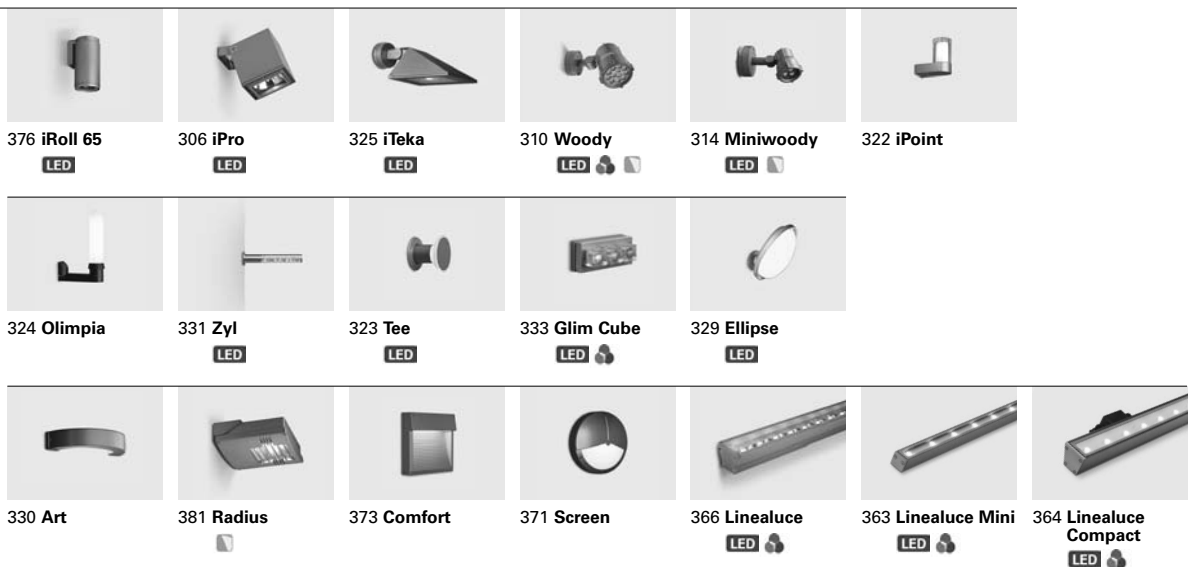 376 iRoll 65
306 iPro
325 iTeka
310 Woody
314 Miniwoody
322 iPoint
LED
LED
LED
LED
LED
324 Olimpia
331 Zyl
323 Tee
333 Glim Cube
329 Ellipse
LED
LED
LED
LED
330 Art
381 Radius
373 Comfort
371 Screen
366 Linealuce
363 Linealuce Mini
364 Linealuce
Compact
LED
LED
LED